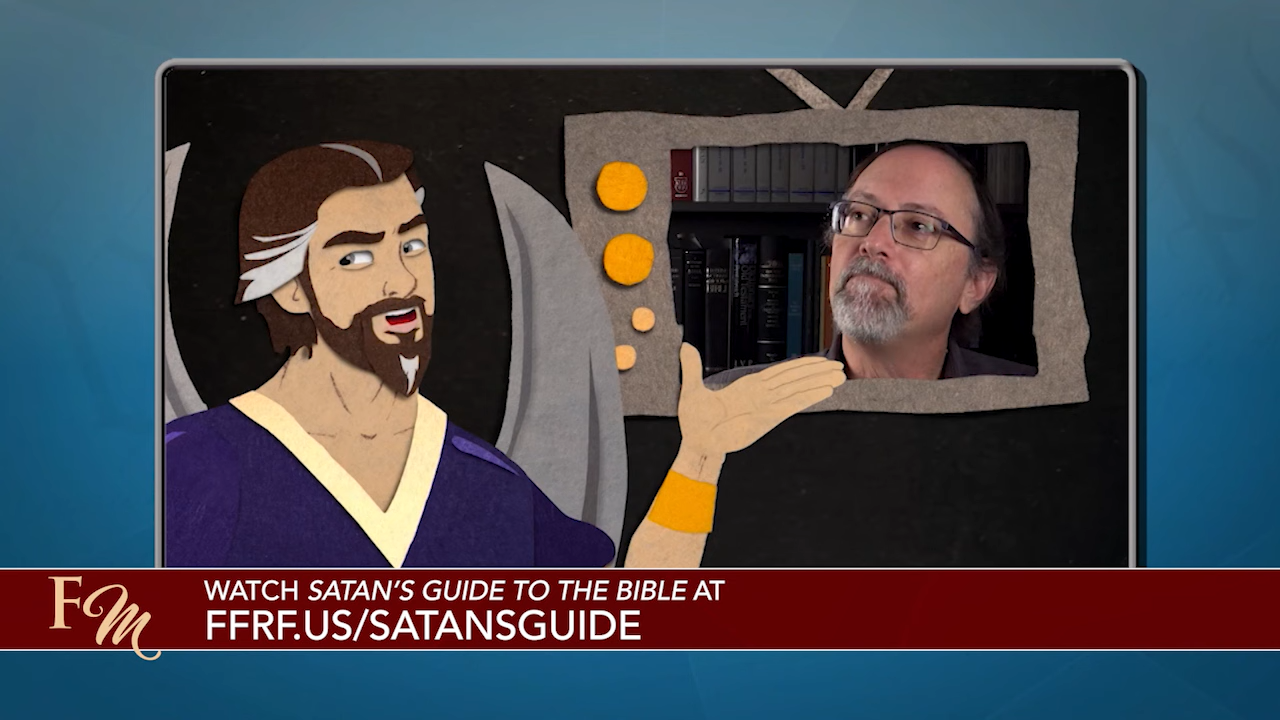 FM
WATCH SATAN'S GUIDE TO THE BIBLE AT
FFRF.US/SATANSGUIDE